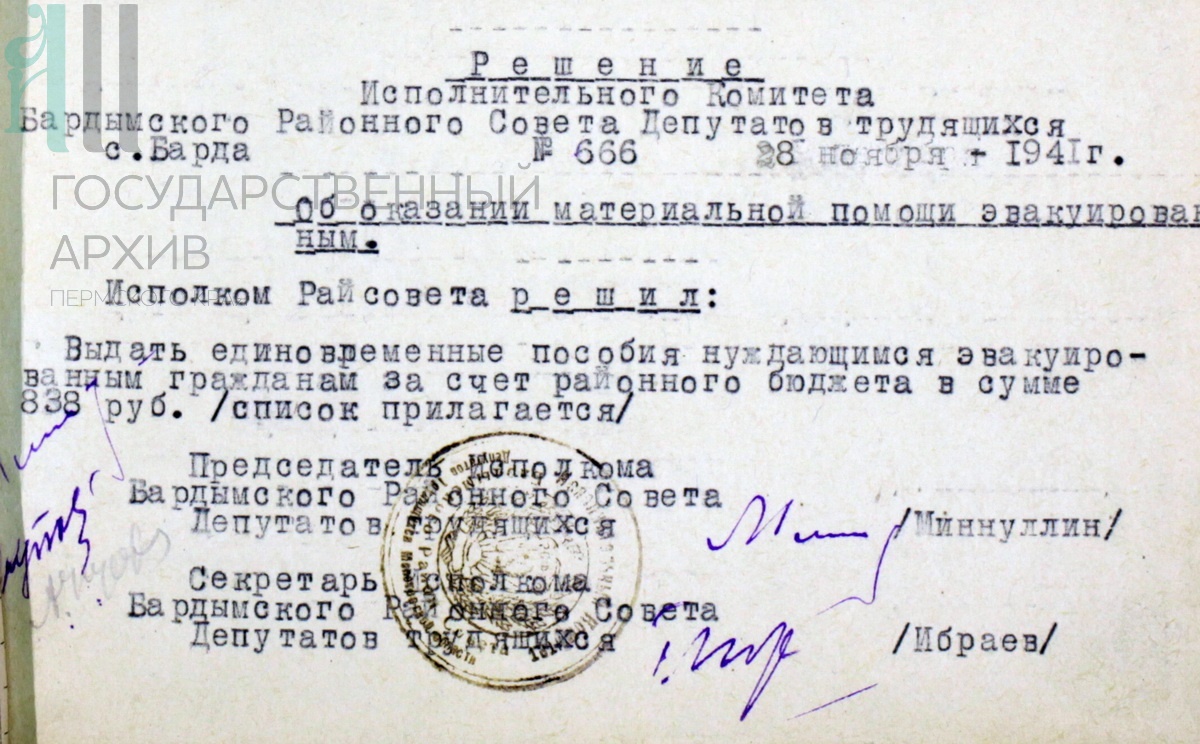 Р е ш е н и е
Исполнительного Комитета
Бардымского Районного Совета Депутатов трудящихся
с.Барда № 666 28 ноября 1941г.
ГОСУДАРСТВЕННЫЙ
АРХИВ
Об оказании материальной помощи эвакуирован
ным.
Исполком Райсовета р е ш и л:
Выдать единовременные пособия нуждающимся эвакуиро-
ванным гражданам за счет районного бюджета в сумме
838 руб. /список прилагается/
Председатель исполкома
Бардымского Районного Совета
Депутатов трудящихся /Миннуллин/
Секретарь Исполкома
Бардымского Районного Совета
Депутатов трудящихся /Ибраев/